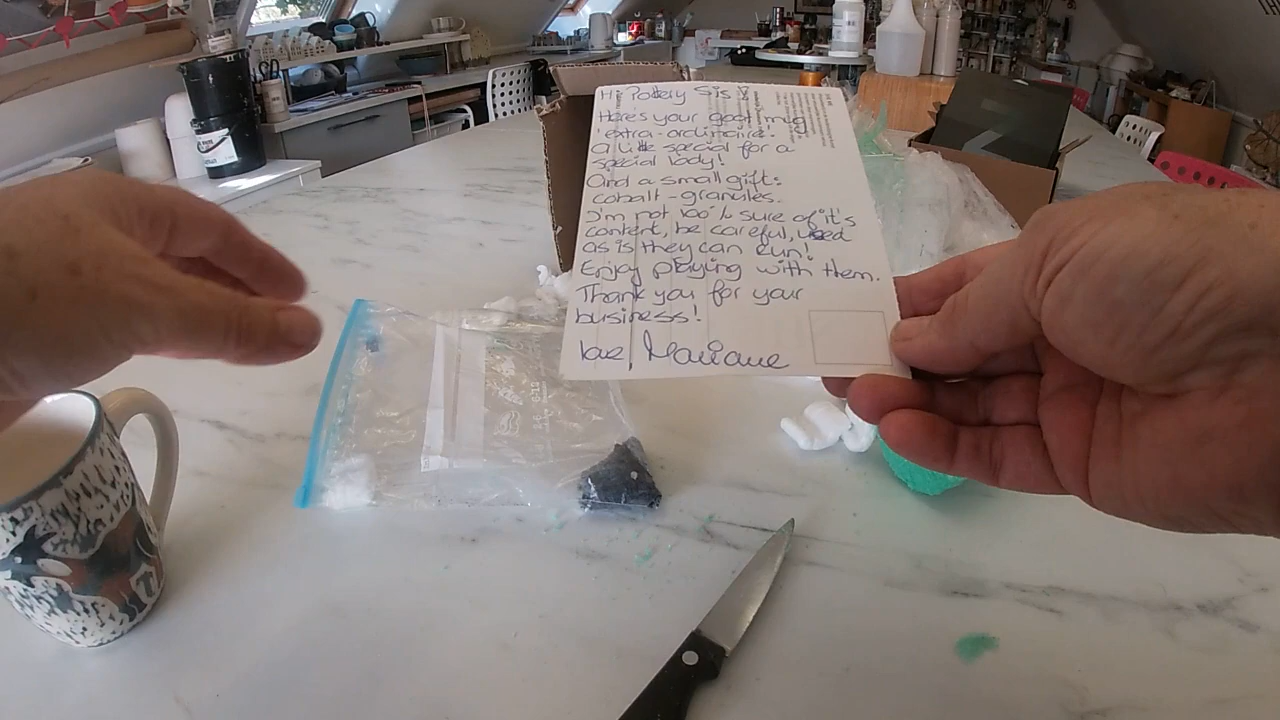 Hi Pottery Sis!
Here's your goat mug
'extra-ordinaire'.
A little special for a
special lady!
And a small gift:
cobalt-granules.
I'm not 100% sure of it's
content, be careful, used
as is they can run!
Enjoy playing with them.
Thank you for your
business!
love, Mariane